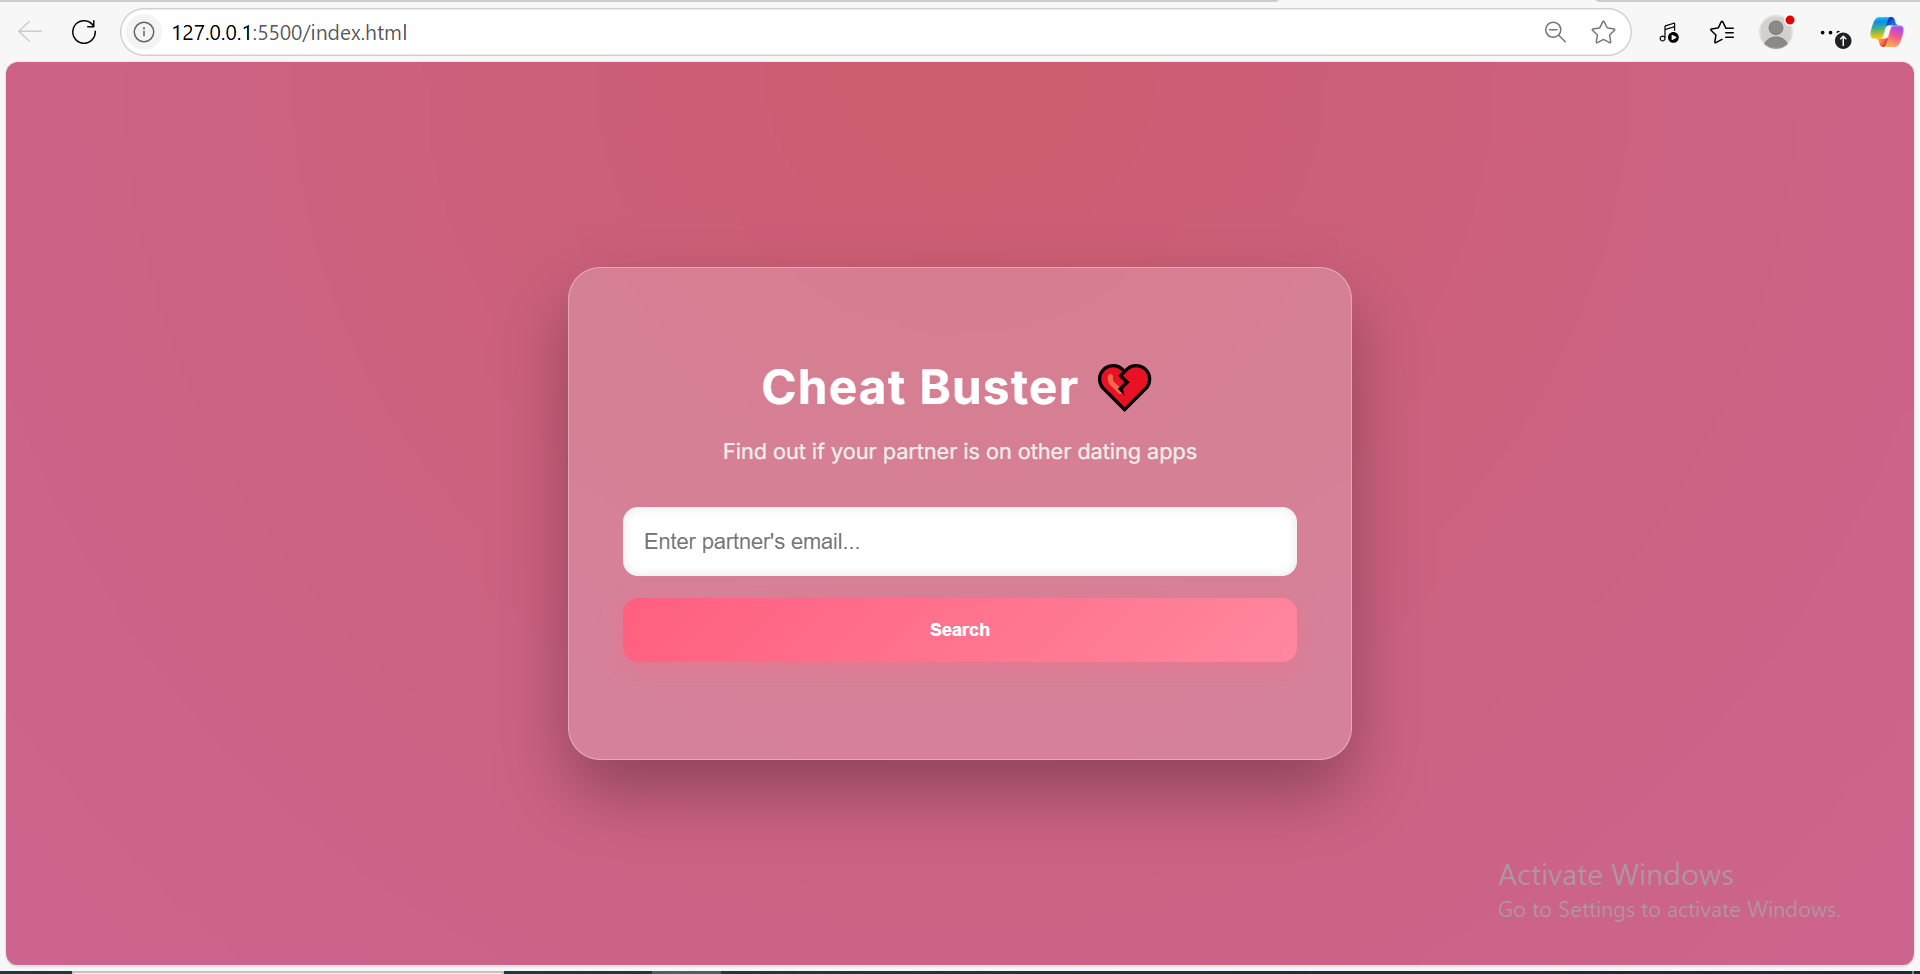 127.0.0.1:5500/index.html
Cheat Buster 💔
Find out if your partner is on other dating apps
Enter partner's email...
Search
Activate Windows
Go to Settings to activate Windows.